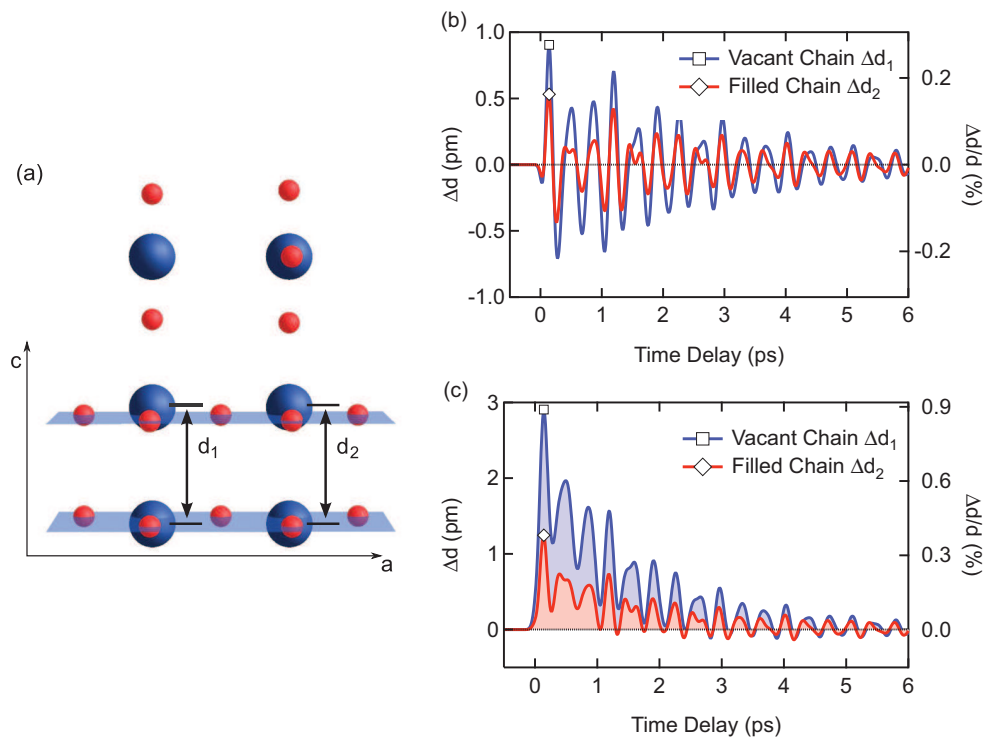 (a)
c
d1
d2
a
(b)
1.0
0.5
0.0
-0.5
-1.0
Δd (pm)
Vacant Chain Δd1
Filled Chain Δd2
0.2
0.0
-0.2
Δd/d (%)
0 1 2 3 4 5 6
Time Delay (ps)
(c)
3
2
1
0
Δd (pm)
Vacant Chain Δd1
Filled Chain Δd2
0.9
0.6
0.3
0.0
Δd/d (%)
0 1 2 3 4 5 6
Time Delay (ps)